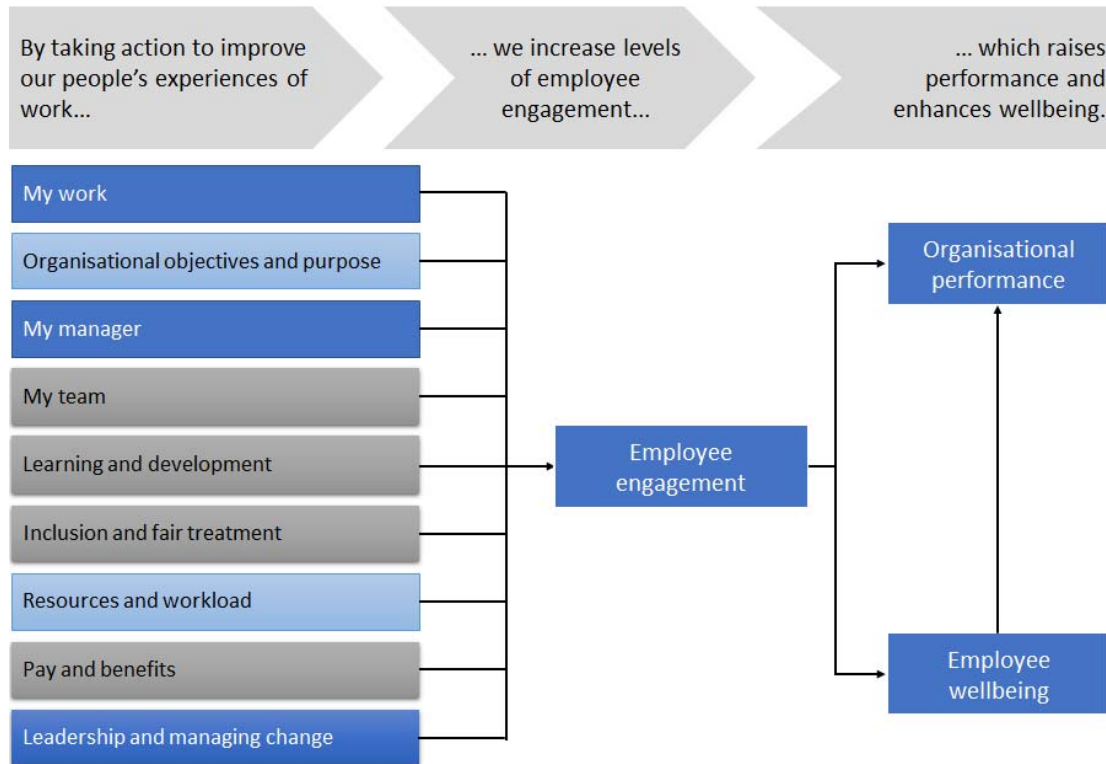 By taking action to improve
our people's experiences of
work...
... we increase levels
of employee
engagement...
... which raises
performance and
enhances wellbeing..
My work
Organisational objectives and purpose
My manager
My team
Learning and development
Inclusion and fair treatment
Resources and workload
Pay and benefits
Leadership and managing change
Employee
engagement
Organisational
performance
Employee
wellbeing